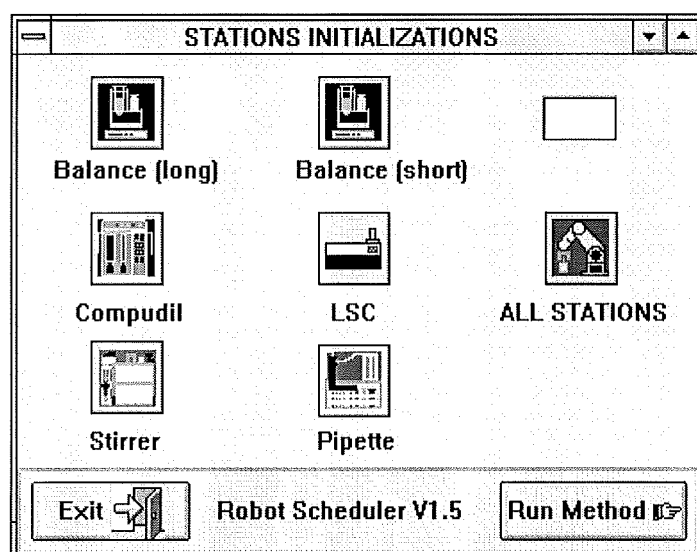 STATIONS INITIALIZATIONS
Balance (long) Balance (short)
Compudil LSC ALL STATIONS
Stirrer Pipette
Exit Robot Scheduler V1.5 Run Method